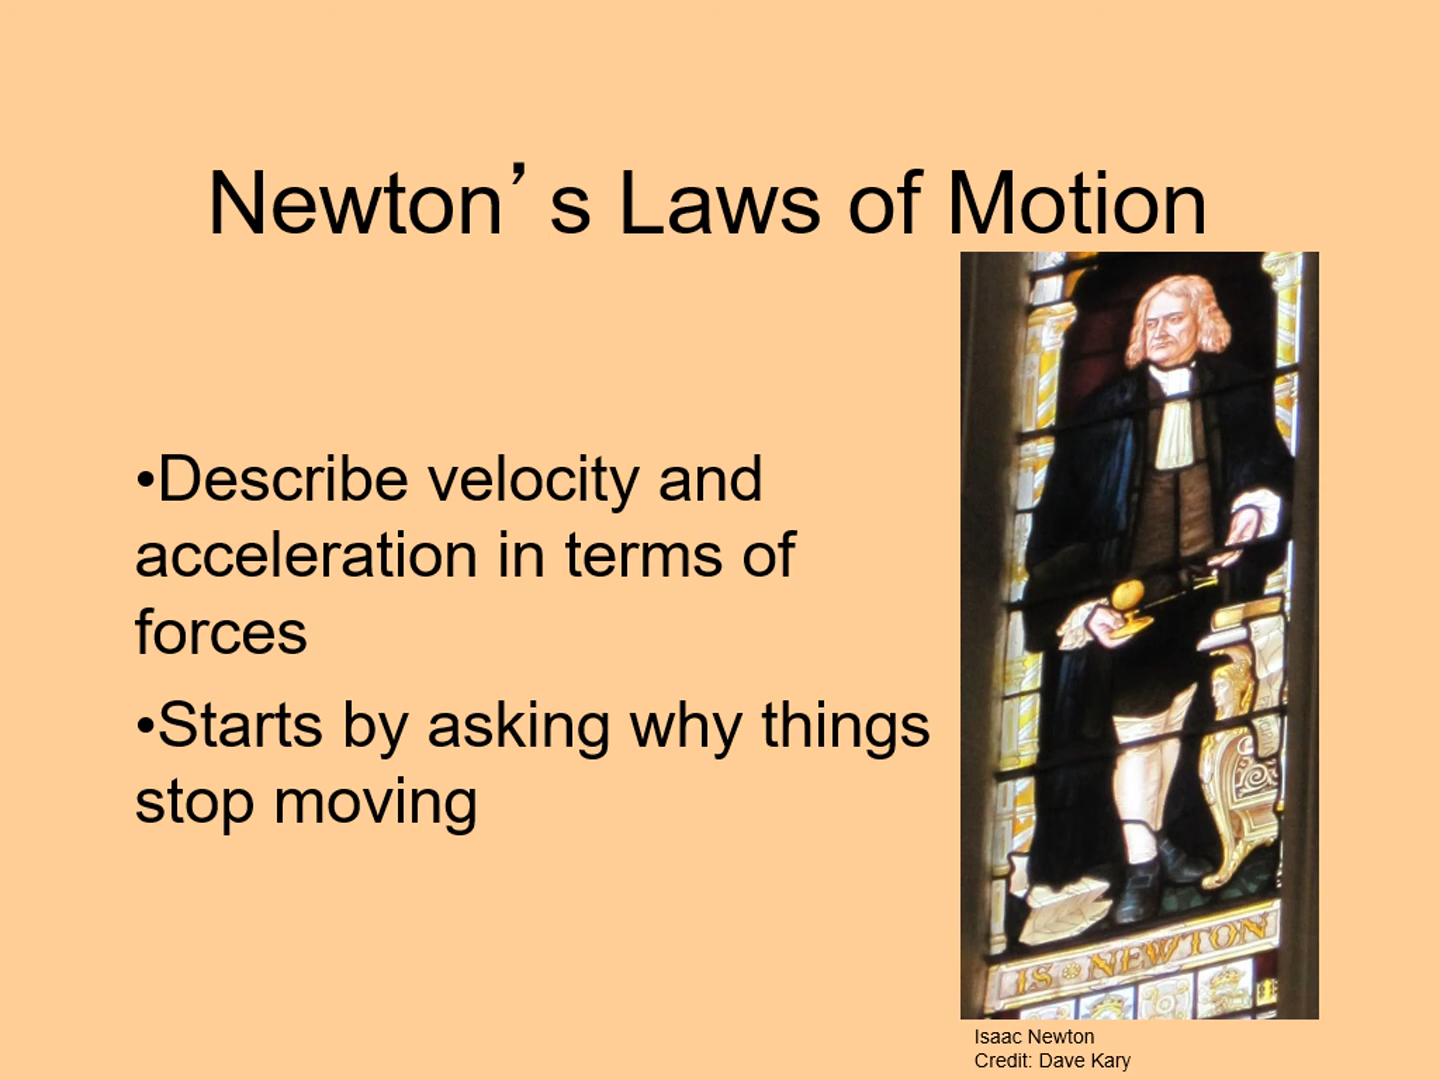 Newton’s Laws of Motion
•Describe velocity and
acceleration in terms of
forces
•Starts by asking why things
stop moving
IS NEWTON
Isaac Newton
Credit: Dave Kary